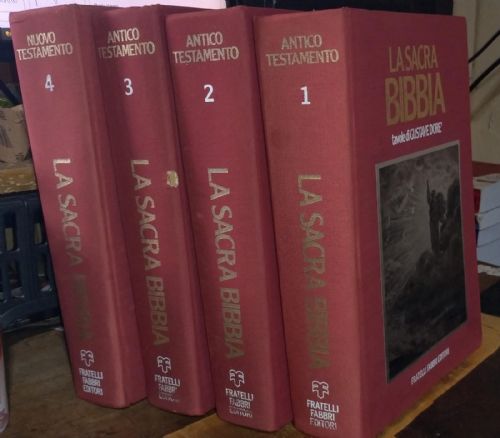 NUOVO
TESTAMENTO
4
LA SACRA BIBBIA
FRATELLI
FABBRI
EDITORI
ANTICO
TESTAMENTO
3
LA SACRA BIBBIA
FRATELLI
FABBRI
EDITORI
ANTICO
TESTAMENTO
2
LA SACRA BIBBIA
FRATELLI
FABBRI
EDITORI
ANTICO
TESTAMENTO
1
LA SACRA BIBBIA
FRATELLI
FABBRI
EDITORI
LA SACRA
BIBBIA
tavole di GUSTAVE DORE'
FRATELLI FABBRI EDITORI